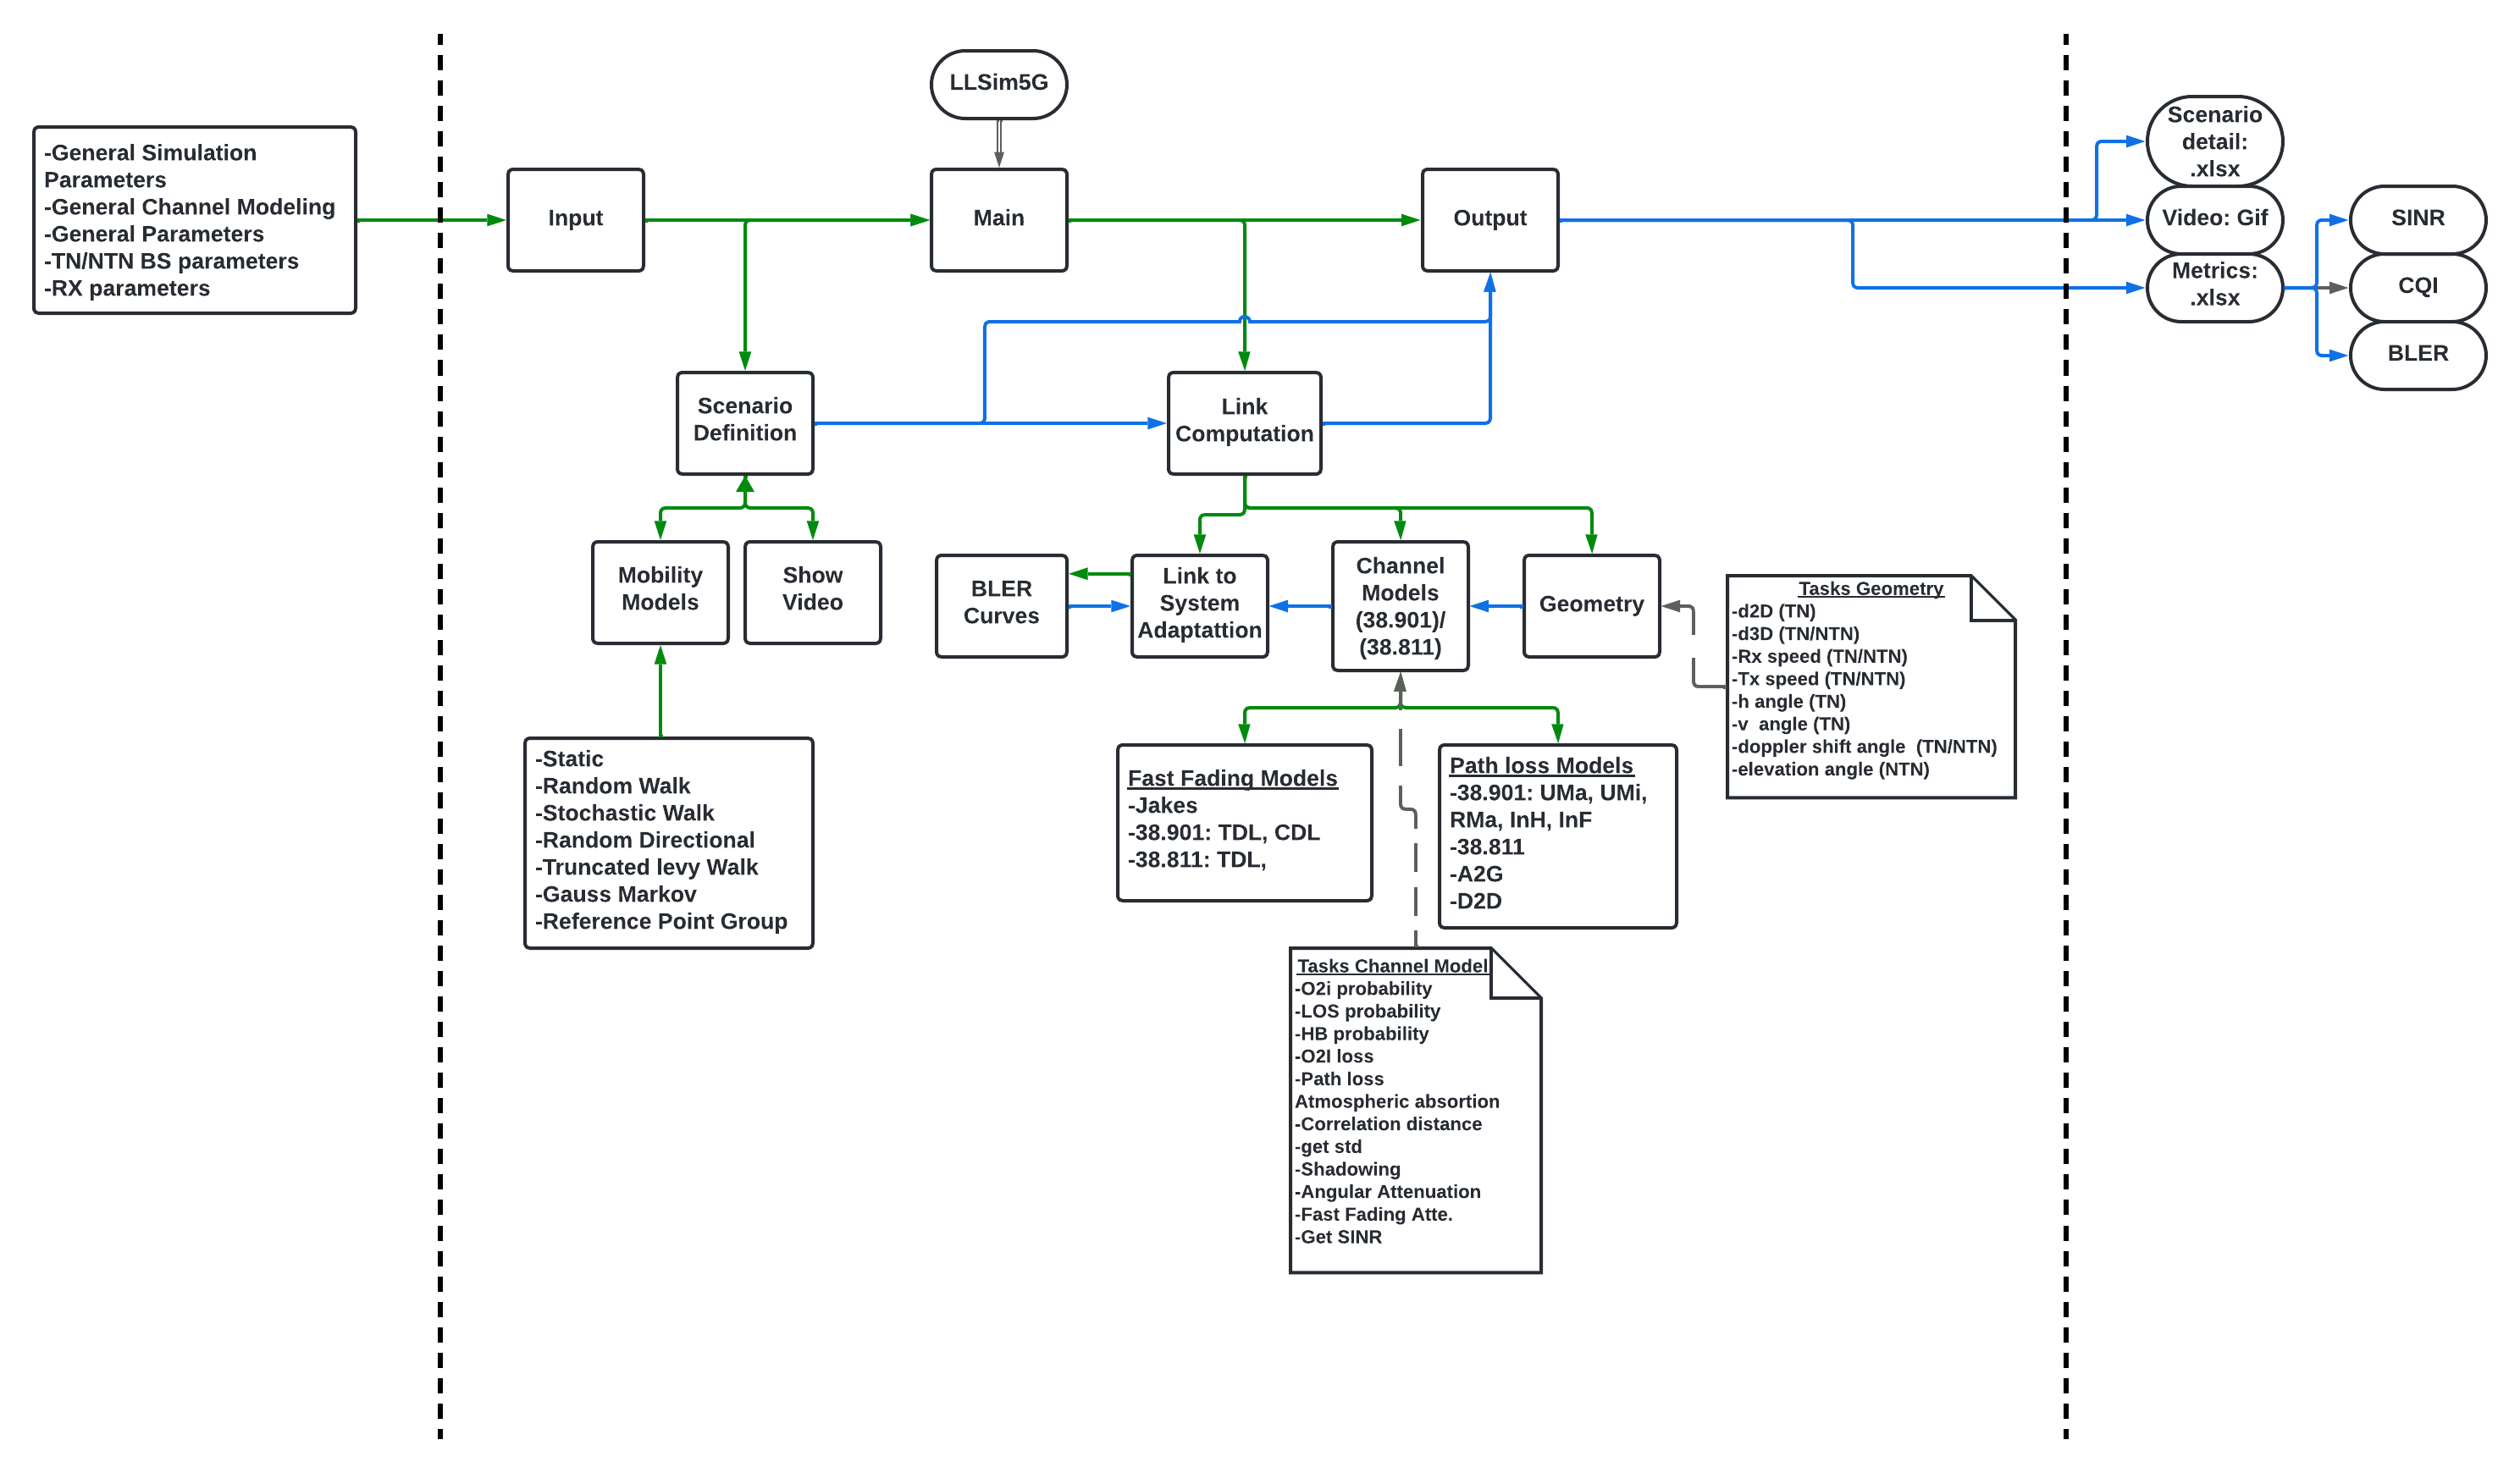 LLSim5G
-General Simulation
Parameters
-General Channel Modeling
-General Parameters
-TN/NTN BS parameters
-RX parameters
Input
Main
Output
Scenario
detail:
.xlsx
Video: Gif
Metrics:
.xlsx
SINR
CQI
BLER
Scenario
Definition
Link
Computation
Mobility
Models
Show
Video
BLER
Curves
Link to
System
Adaptattion
Channel
Models
(38.901)/
(38.811)
Geometry
Tasks Geometry
-d2D (TN)
-d3D (TN/NTN)
-Rx speed (TN/NTN)
-Tx speed (TN/NTN)
-h angle (TN)
-v  angle (TN)
-doppler shift angle  (TN/NTN)
-elevation angle (NTN)
-Static
-Random Walk
-Stochastic Walk
-Random Directional
-Truncated levy Walk
-Gauss Markov
-Reference Point Group
Fast Fading Models
-Jakes
-38.901: TDL, CDL
-38.811: TDL,
Path loss Models
-38.901: UMa, UMi,
RMa, InH, InF
-38.811
-A2G
-D2D
Tasks Channel Model
-O2i probability
-LOS probability
-HB probability
-O2I loss
-Path loss
Atmospheric absortion
-Correlation distance
-get std
-Shadowing
-Angular Attenuation
-Fast Fading Atte.
-Get SINR